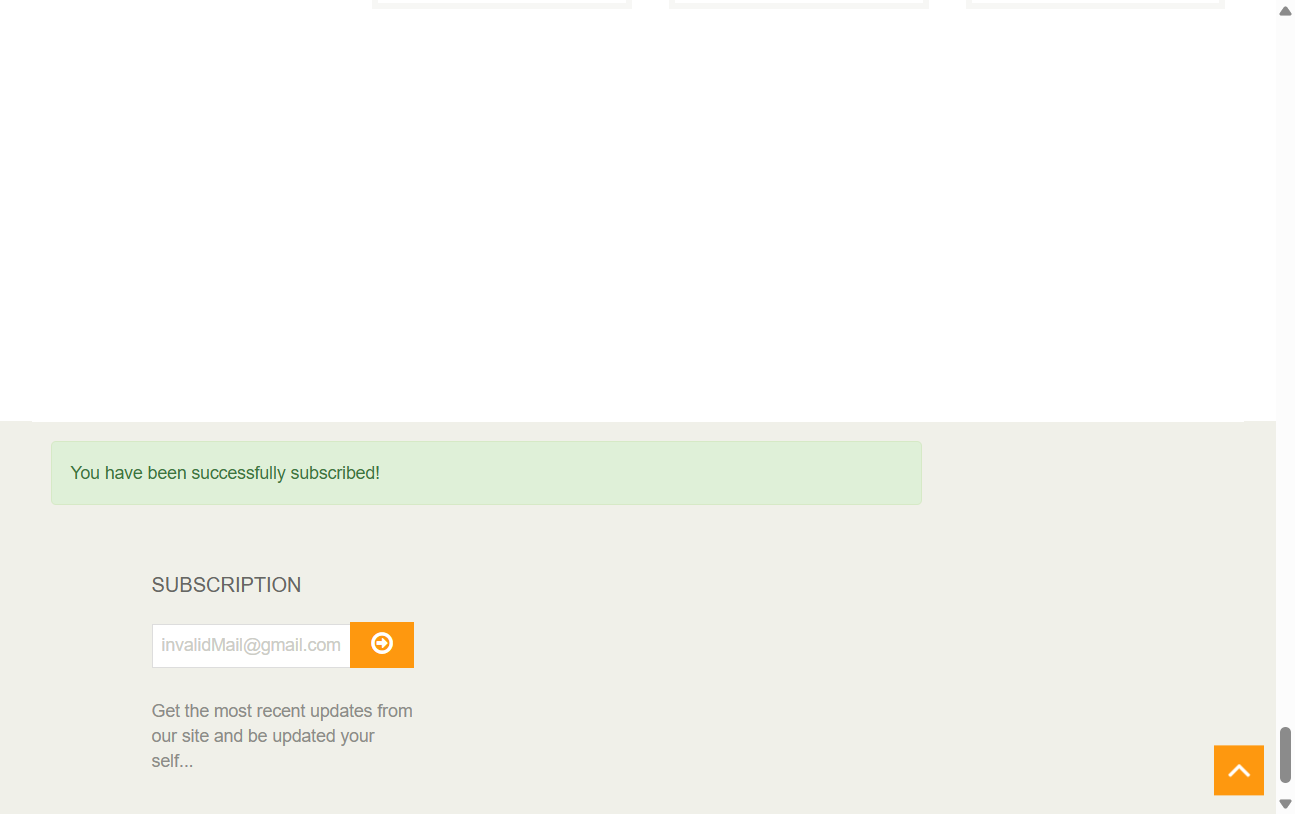 You have been successfully subscribed!
SUBSCRIPTION
invalidMail@gmail.com
Get the most recent updates from
our site and be updated your
self...